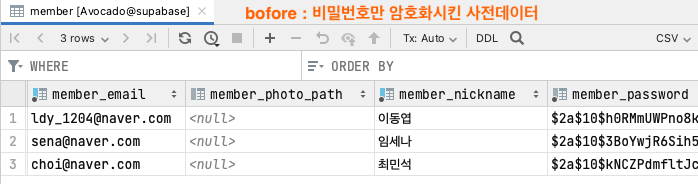 member [Avocado@supabase] ×
bofore : 비밀번호만 암호화시킨 사전데이터
3 rows
Tx: Auto
DDL
CSV
WHERE
ORDER BY
member_email member_photo_path member_nickname member_password
1 ldy_1204@naver.com <null> 이동엽 $2a$10$h0RMmUWPno8k
2 sena@naver.com <null> 임세나 $2a$10$3BoYwjR6Sih5
3 choi@naver.com <null> 최민석 $2a$10$kNCZPdmfltJc